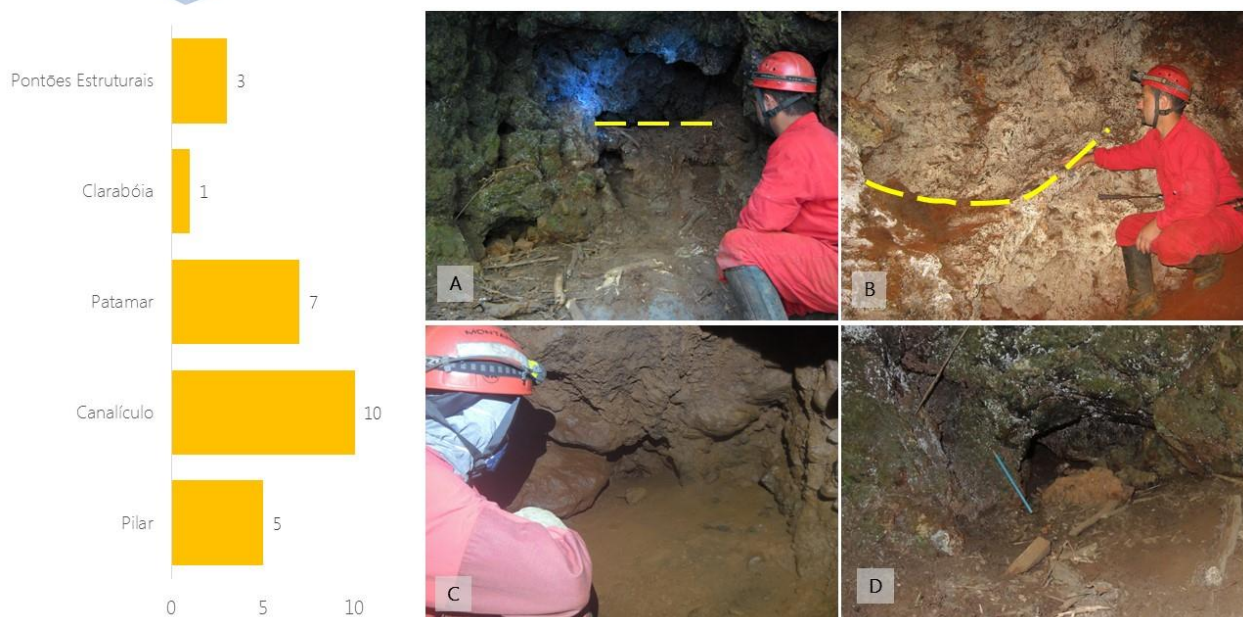 Pontões Estruturais
3
Clarabóia
1
Patamar
7
Canalículo
10
Pilar
5
0
5
10
A
B
C
D